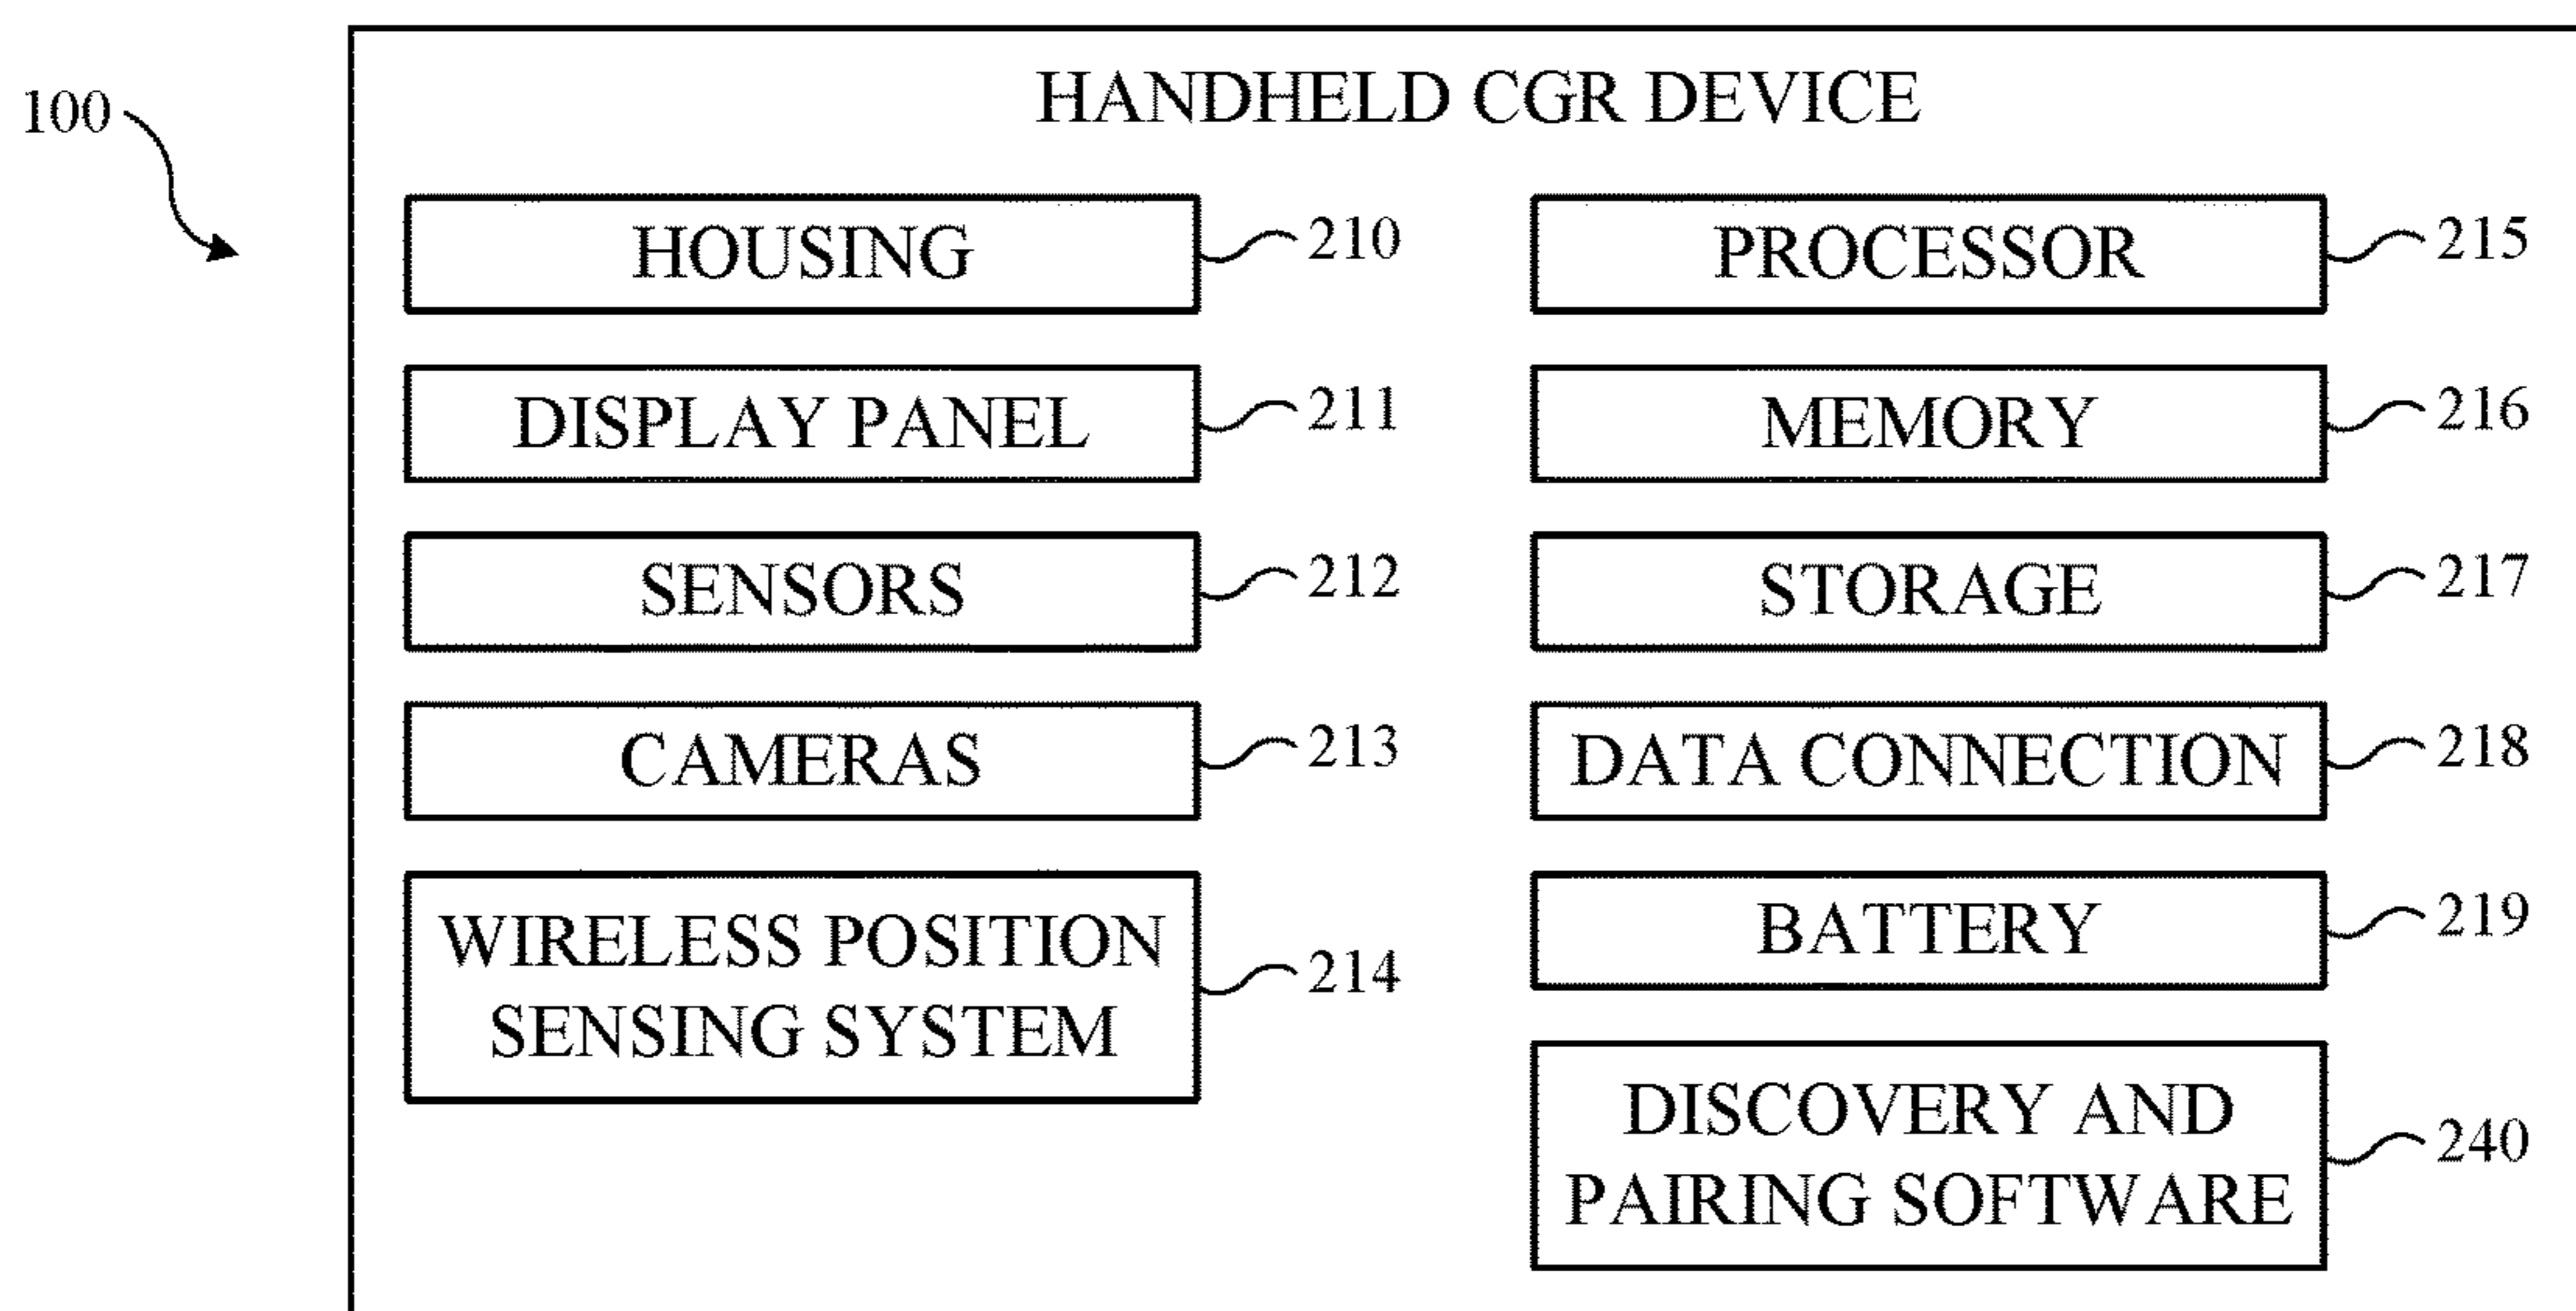 100
HANDHELD CGR DEVICE
HOUSING 210
DISPLAY PANEL 211
SENSORS 212
CAMERAS 213
WIRELESS POSITION
SENSING SYSTEM
214
PROCESSOR 215
MEMORY 216
STORAGE 217
DATA CONNECTION 218
BATTERY 219
DISCOVERY AND
PAIRING SOFTWARE
240